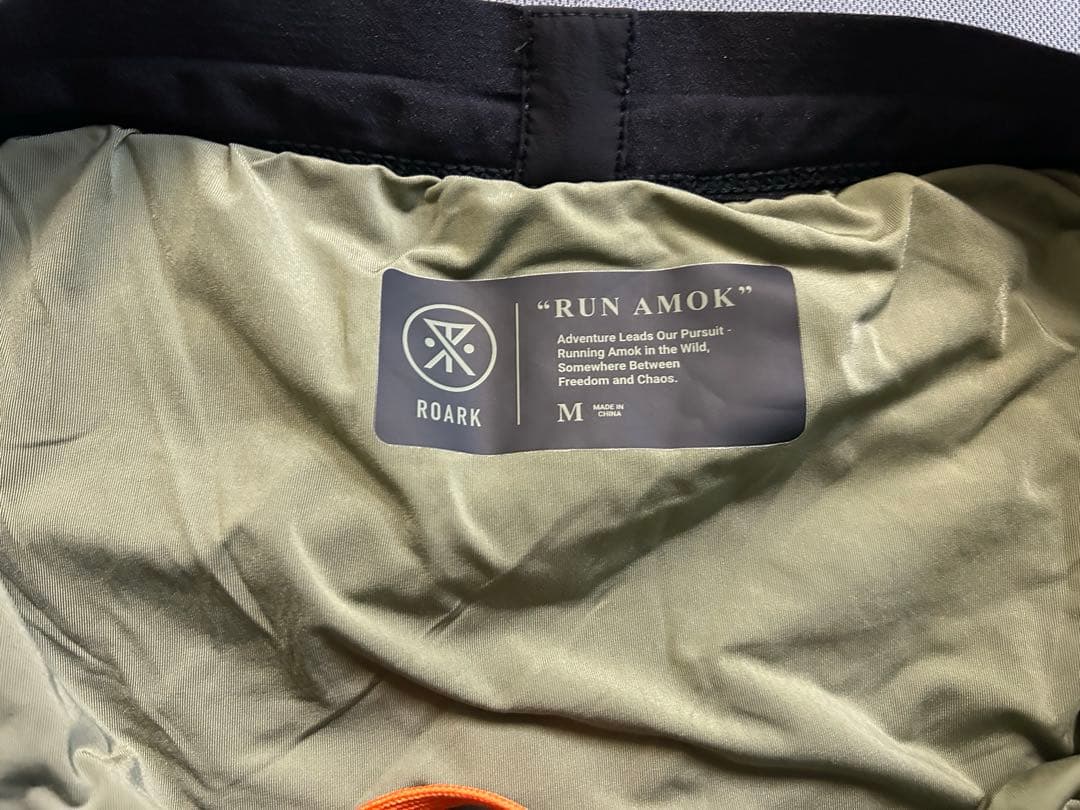 ROARK
“RUN AMOK”
Adventure Leads Our Pursuit -
Running Amok in the Wild,
Somewhere Between
Freedom and Chaos.
M MADE IN
CHINA